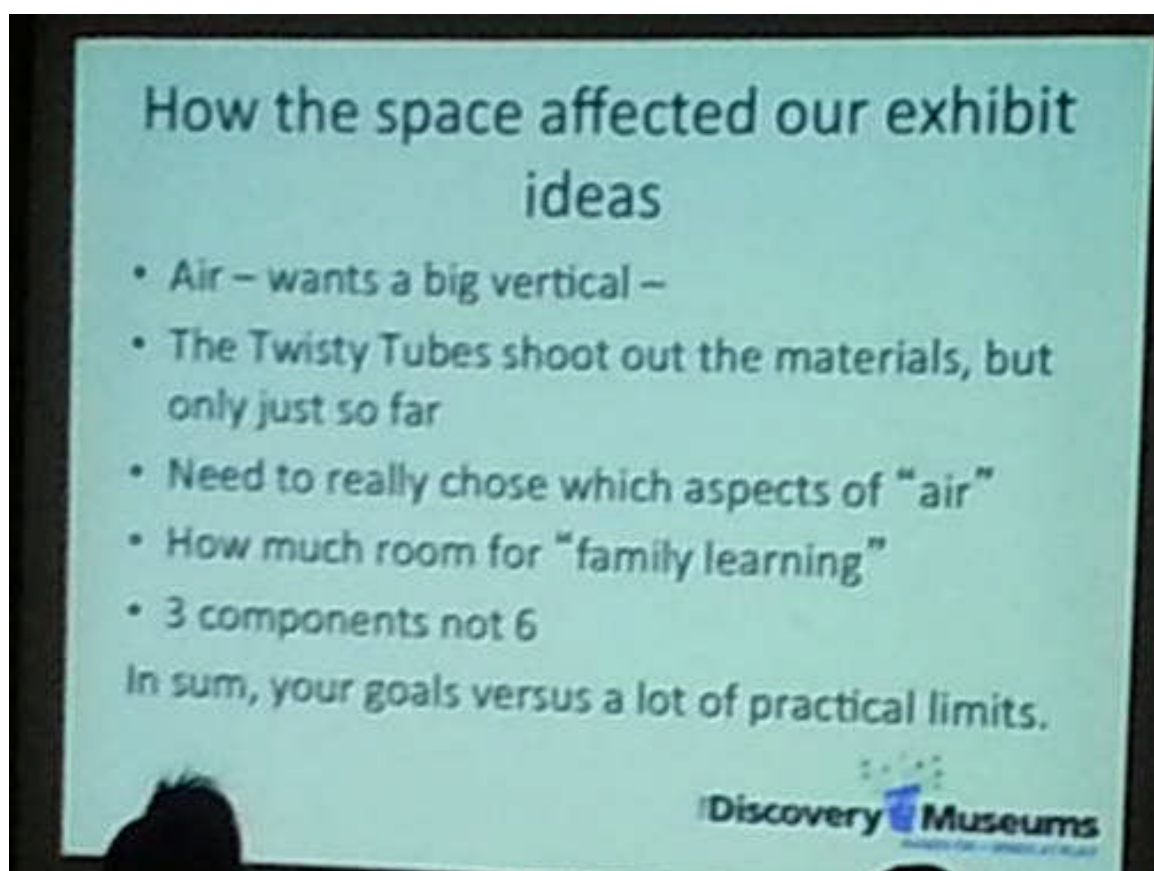 How the space affected our exhibit
ideas
• Air – wants a big vertical –
• The Twisty Tubes shoot out the materials, but
only just so far
• Need to really chose which aspects of “air”
• How much room for “family learning”
• 3 components not 6
In sum, your goals versus a lot of practical limits.
Discovery Museums